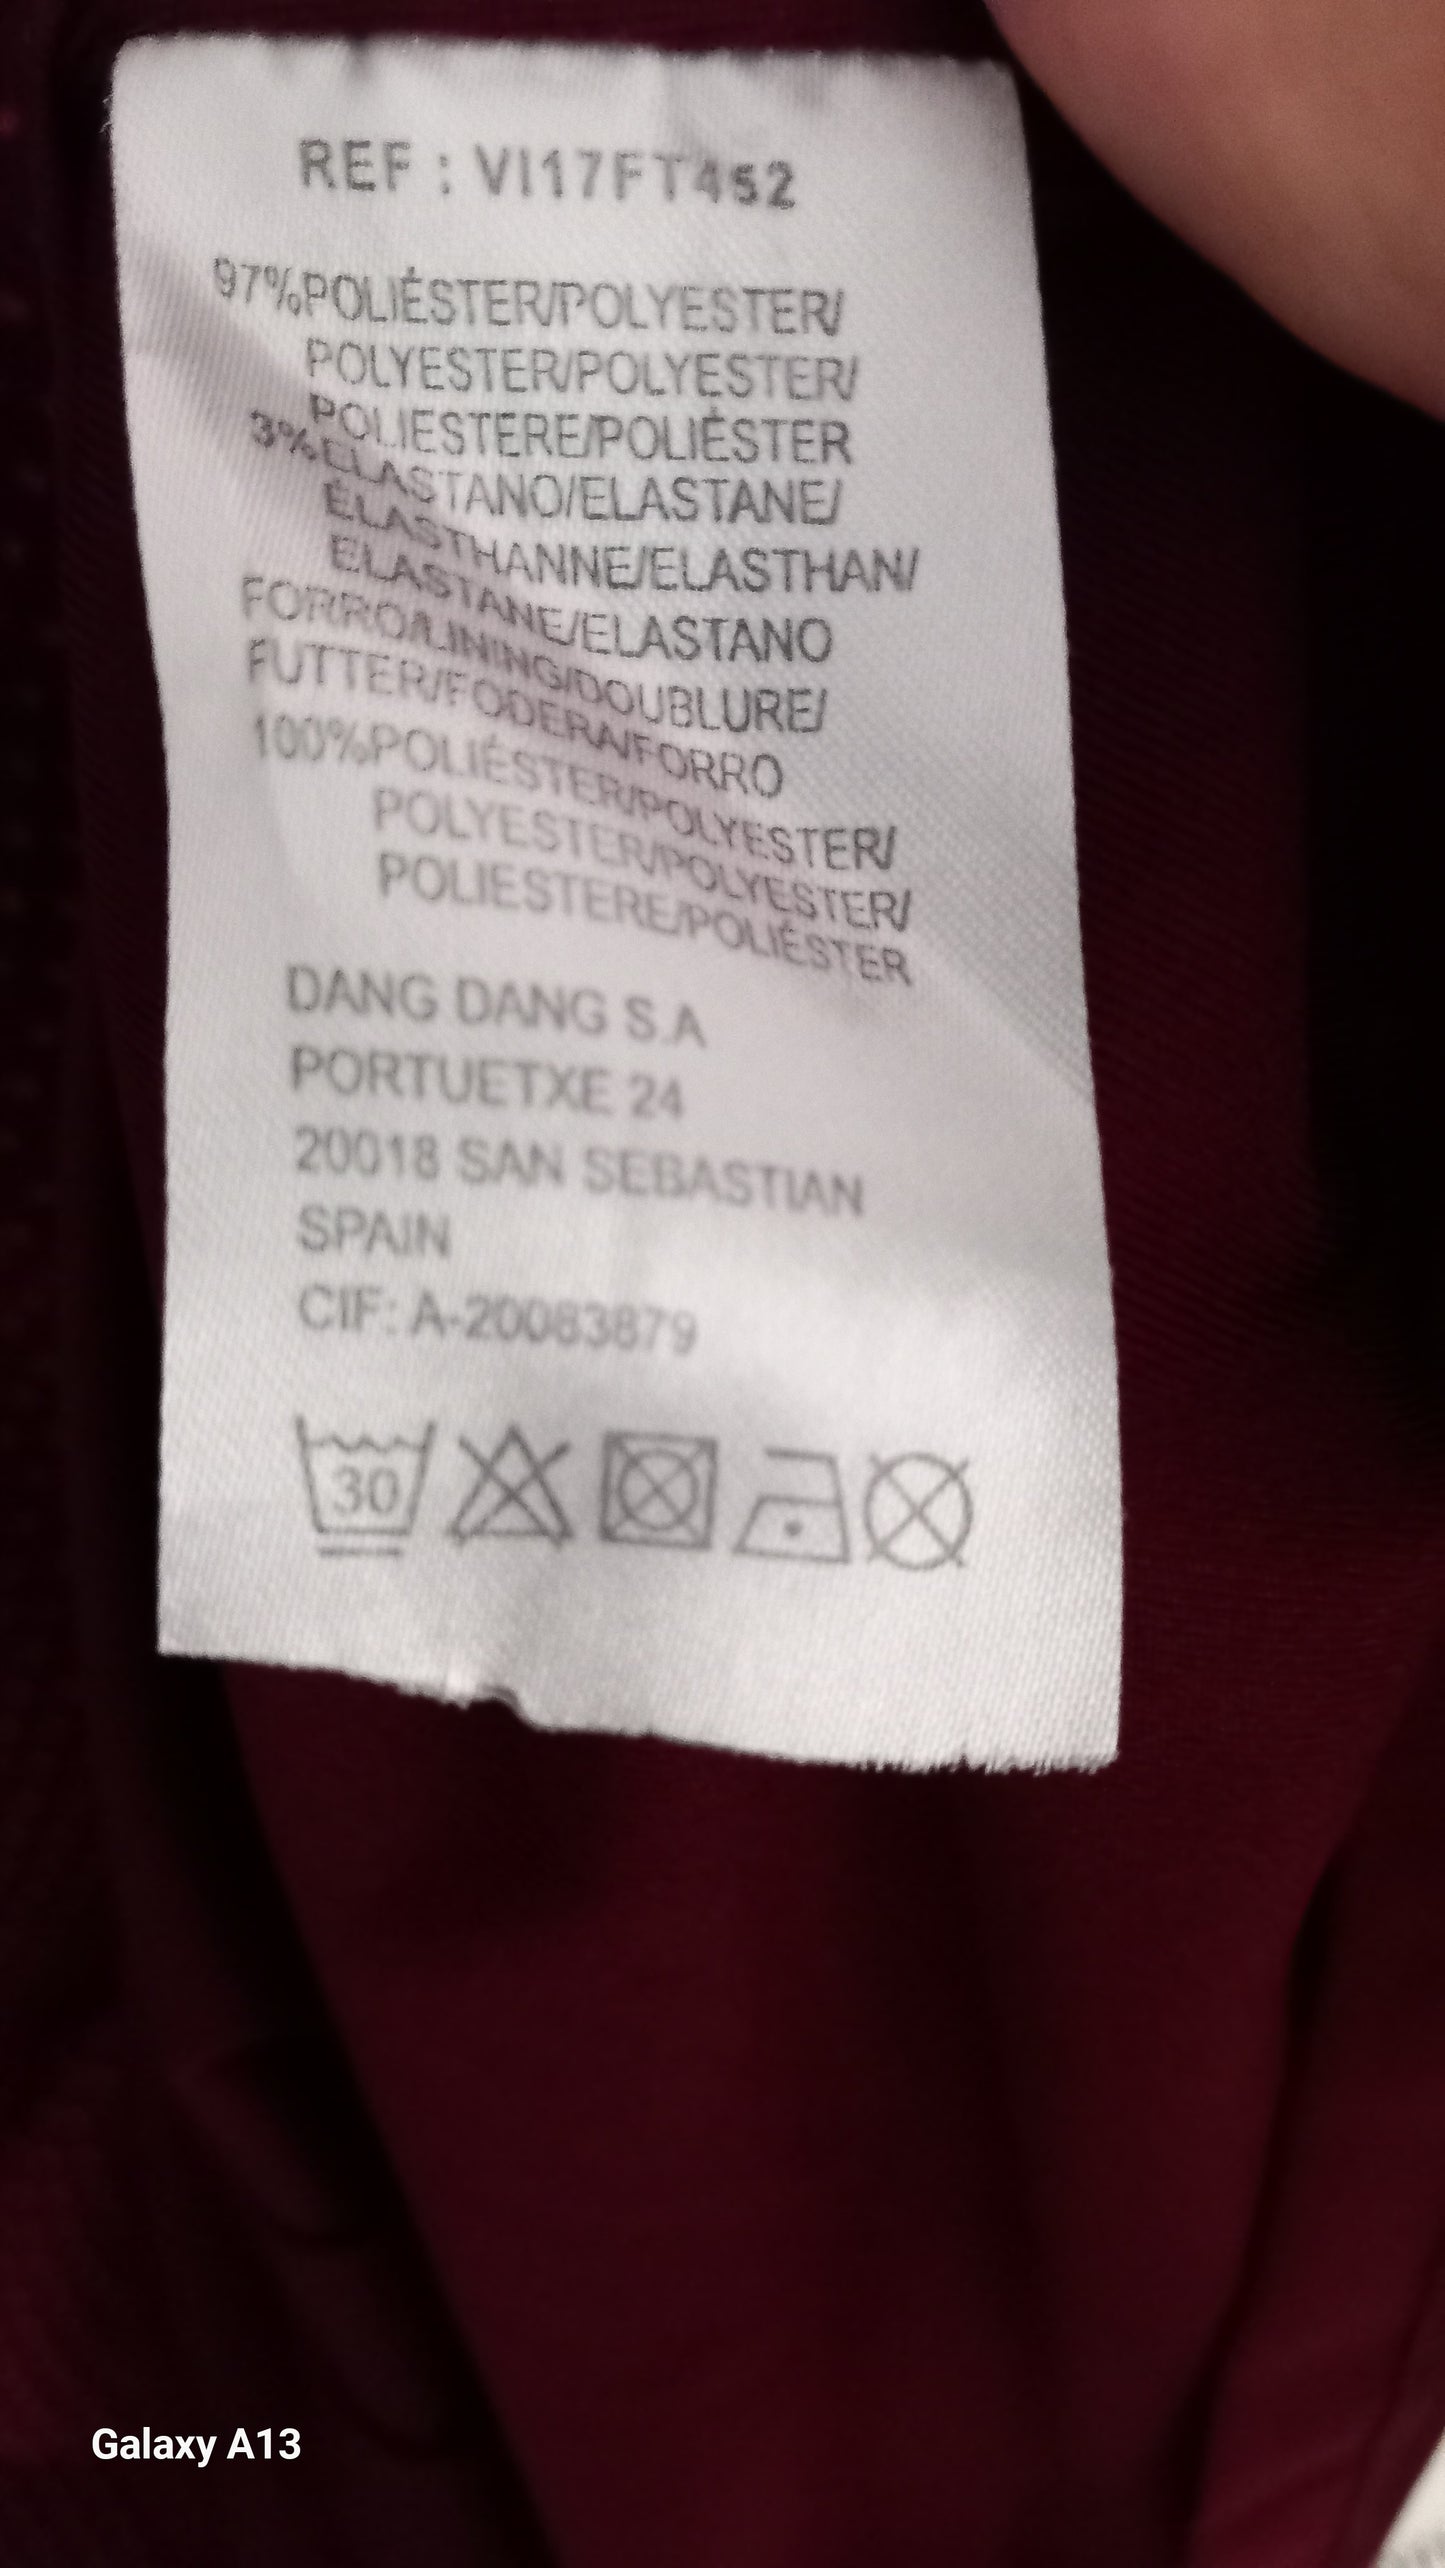 REF : VI17FT452
97%POLIÉSTER/POLYESTER/
POLYESTER/POLYESTER/
POLIESTERE/POLIÉSTER
3%ELASTANO/ELASTANE/
ÉLASTHANNE/ELASTHAN/
ELASTANE/ELASTANO
FORRO/LINING/DOUBLURE/
FUTTER/FODERA/FORRO
100%POLIÉSTER/POLYESTER/
POLYESTER/POLYESTER/
POLIESTERE/POLIÉSTER
DANG DANG S.A
PORTUETXE 24
20018 SAN SEBASTIAN
SPAIN
CIF: A-20083879
30
Galaxy A13